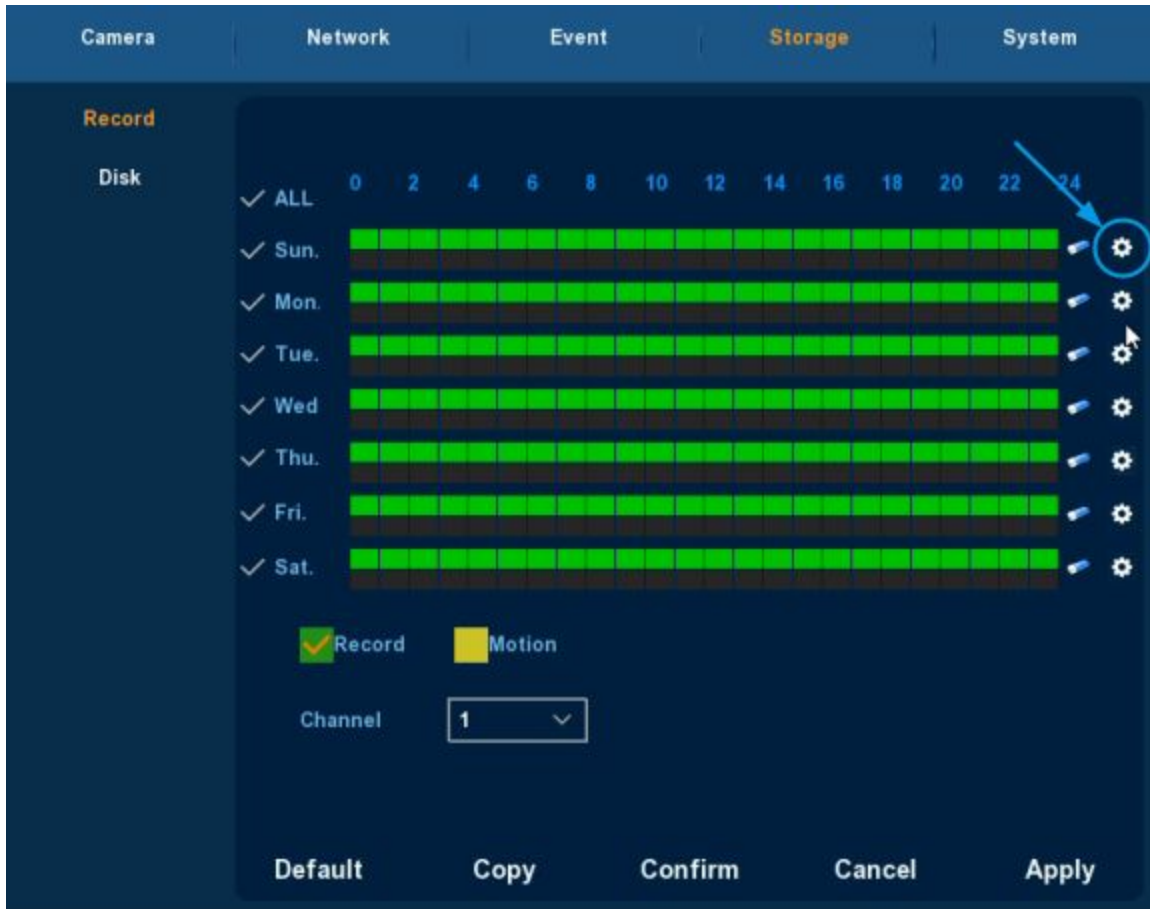 Camera Network Event Storage System
Record
Disk
0 2 4 6 8 10 12 14 16 18 20 22 24
ALL
Sun.
Mon.
Tue.
Wed
Thu.
Fri.
Sat.
Record Motion
Channel 1
Default Copy Confirm Cancel Apply